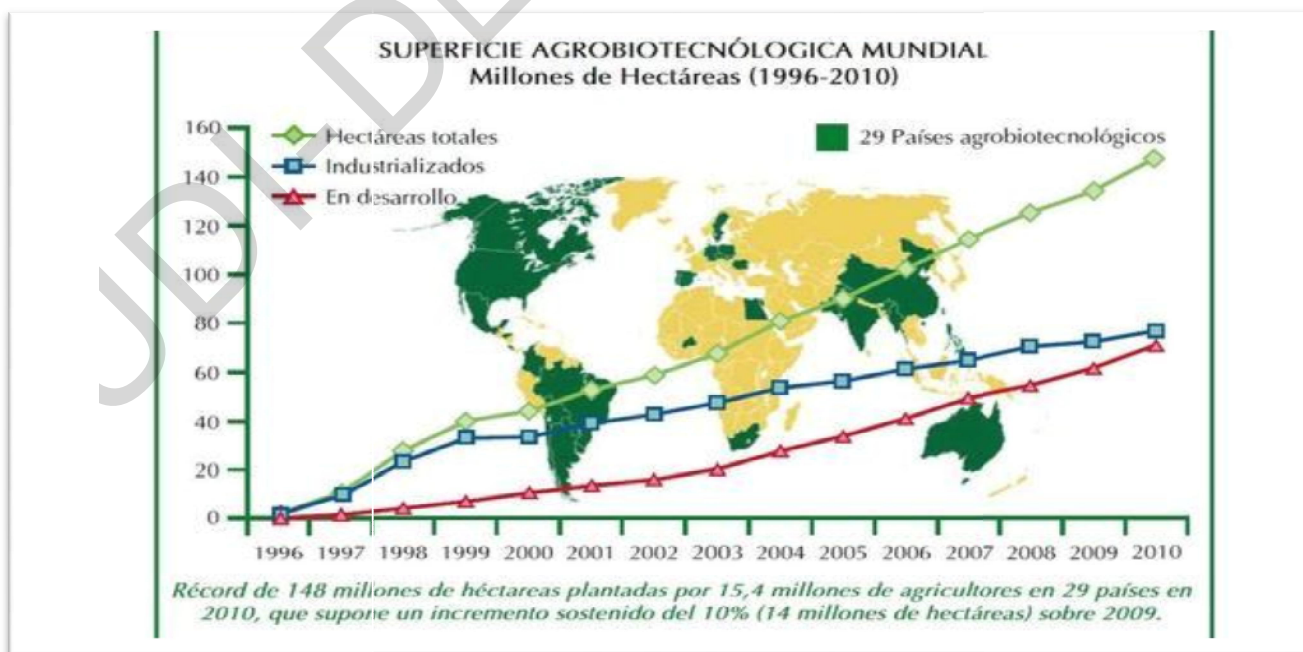 SUPERFICIE AGROBIOTECNÓLOGICA MUNDIAL
Millones de Hectáreas (1996-2010)
160
140
120
100
80
60
40
20
0
Hectáreas totales
Industrializados
En desarrollo
29 Países agrobiotecnológicos
1996 1997 1998 1999 2000 2001 2002 2003 2004 2005 2006 2007 2008 2009 2010
Récord de 148 millones de héctareas plantadas por 15,4 millones de agricultores en 29 países en
2010, que supone un incremento sostenido del 10% (14 millones de hectáreas) sobre 2009.